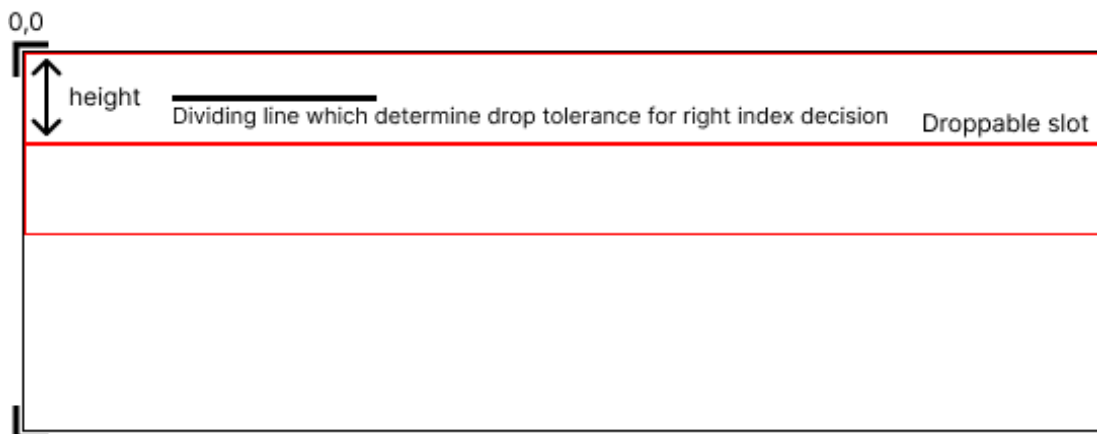 0,0
height
Dividing line which determine drop tolerance for right index decision
Droppable slot